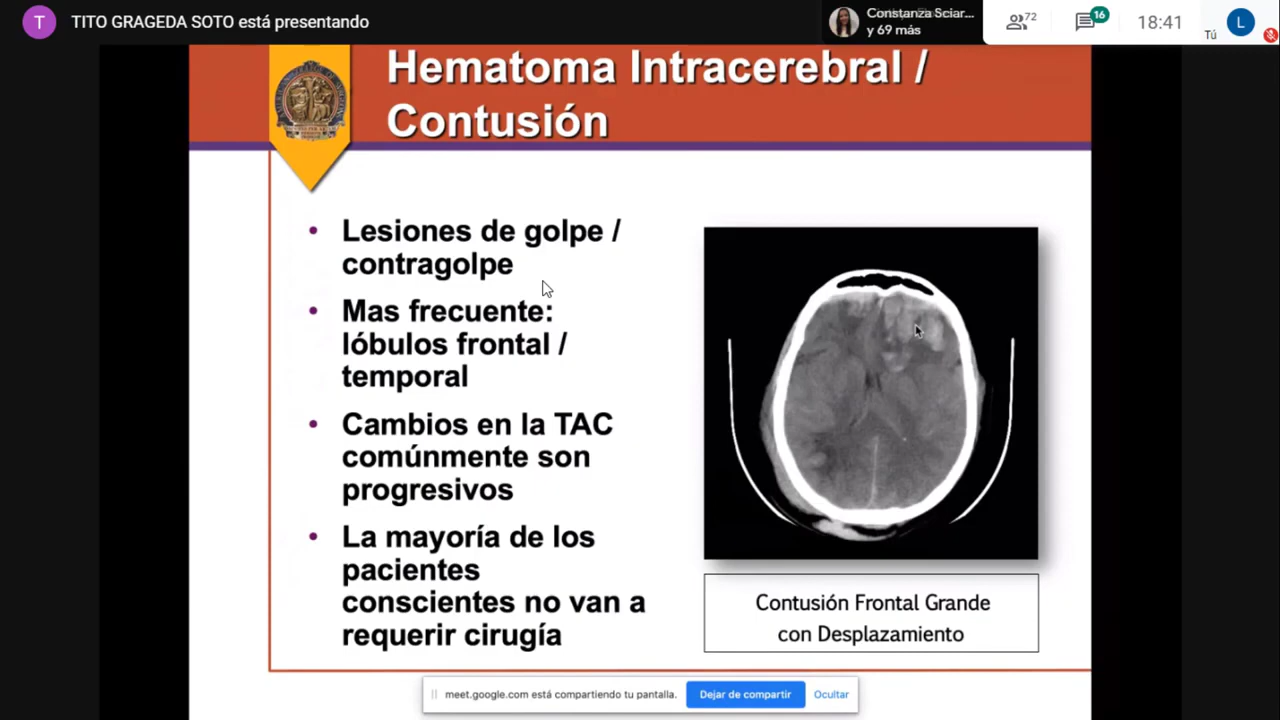 T TITO GRAGEDA SOTO está presentando
Constanza Sciar...
y 69 más
72
16
18:41
Tú
L
Hematoma Intracerebral /
Contusión
• Lesiones de golpe /
contragolpe
• Mas frecuente:
lóbulos frontal /
temporal
• Cambios en la TAC
comúnmente son
progresivos
• La mayoría de los
pacientes
conscientes no van a
requerir cirugía
Contusión Frontal Grande
con Desplazamiento
meet.google.com está compartiendo tu pantalla. Dejar de compartir Ocultar